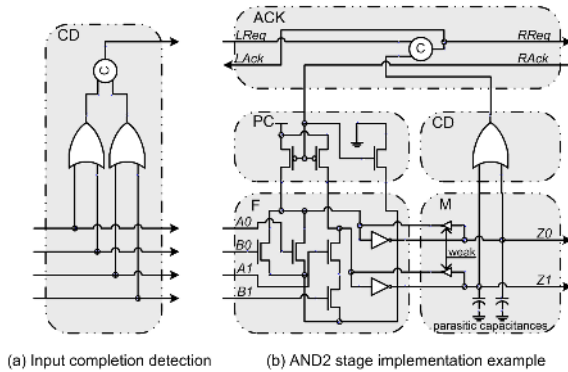 CD
C
ACK
LReq
RReq
LAck
RAck
C
PC
CD
F
M
A0
B0
A1
B1
Z0
weak
Z1
parasitic capacitances
(a) Input completion detection
(b) AND2 stage implementation example